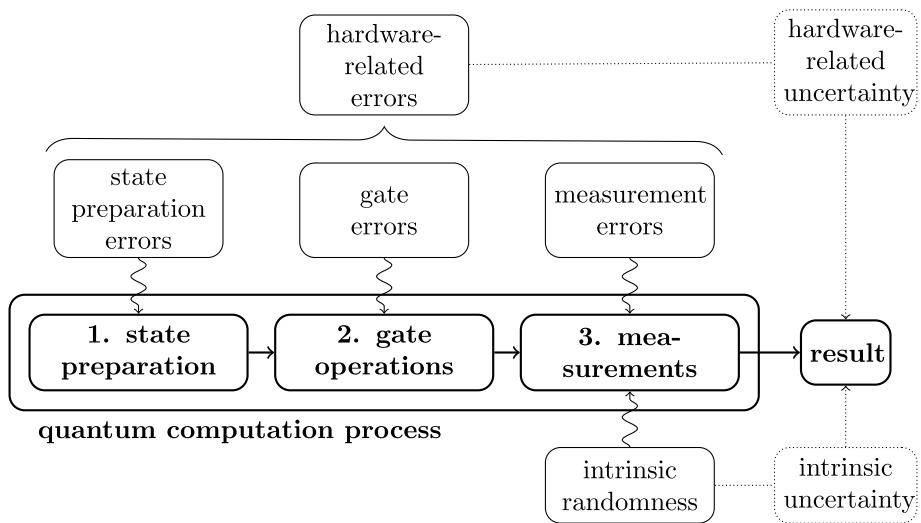 hardware-
related
errors
hardware-
related
uncertainty
state
preparation
errors
gate
errors
measurement
errors
1. state
preparation
2. gate
operations
3. mea-
surements
result
quantum computation process
intrinsic
randomness
intrinsic
uncertainty